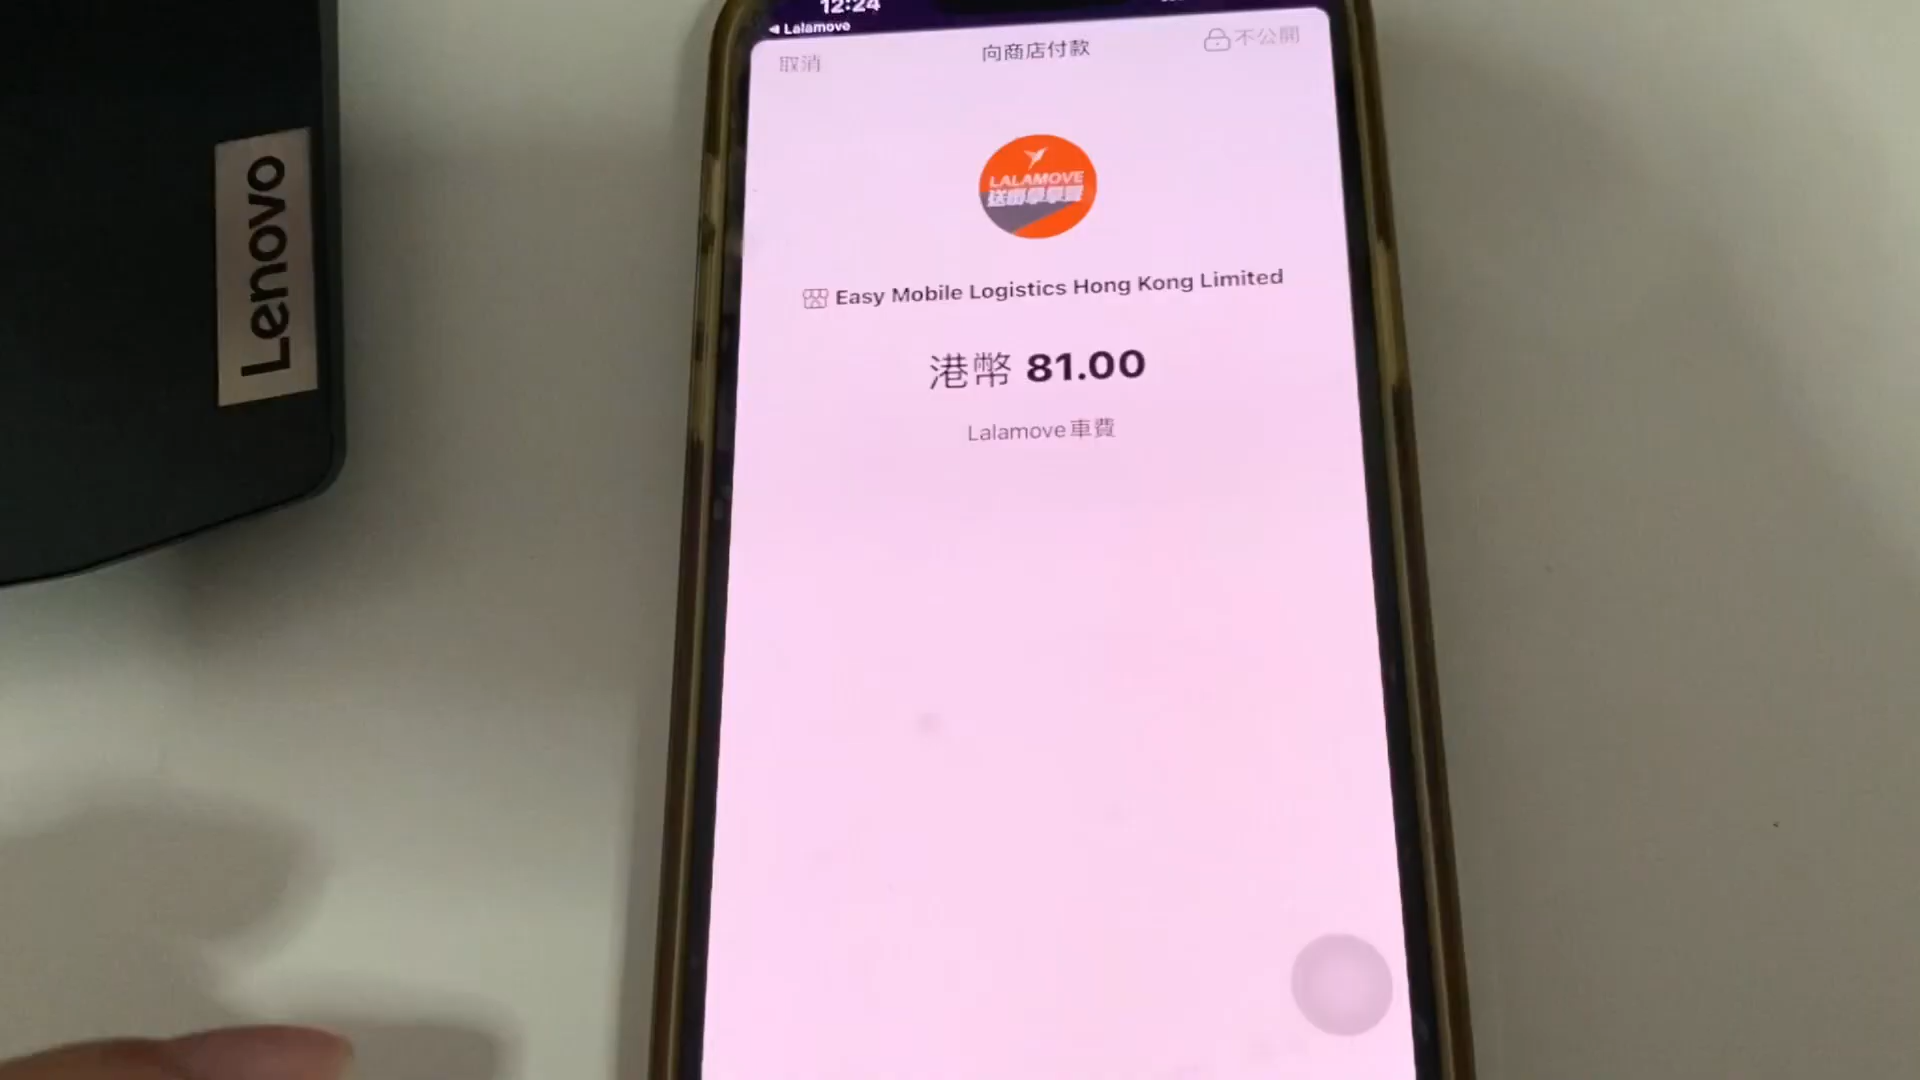 12:24
◀ Lalamove
取消
向商店付款
不公開
LALAMOVE
Easy Mobile Logistics Hong Kong Limited
港幣 81.00
Lalamove車費
Lenovo